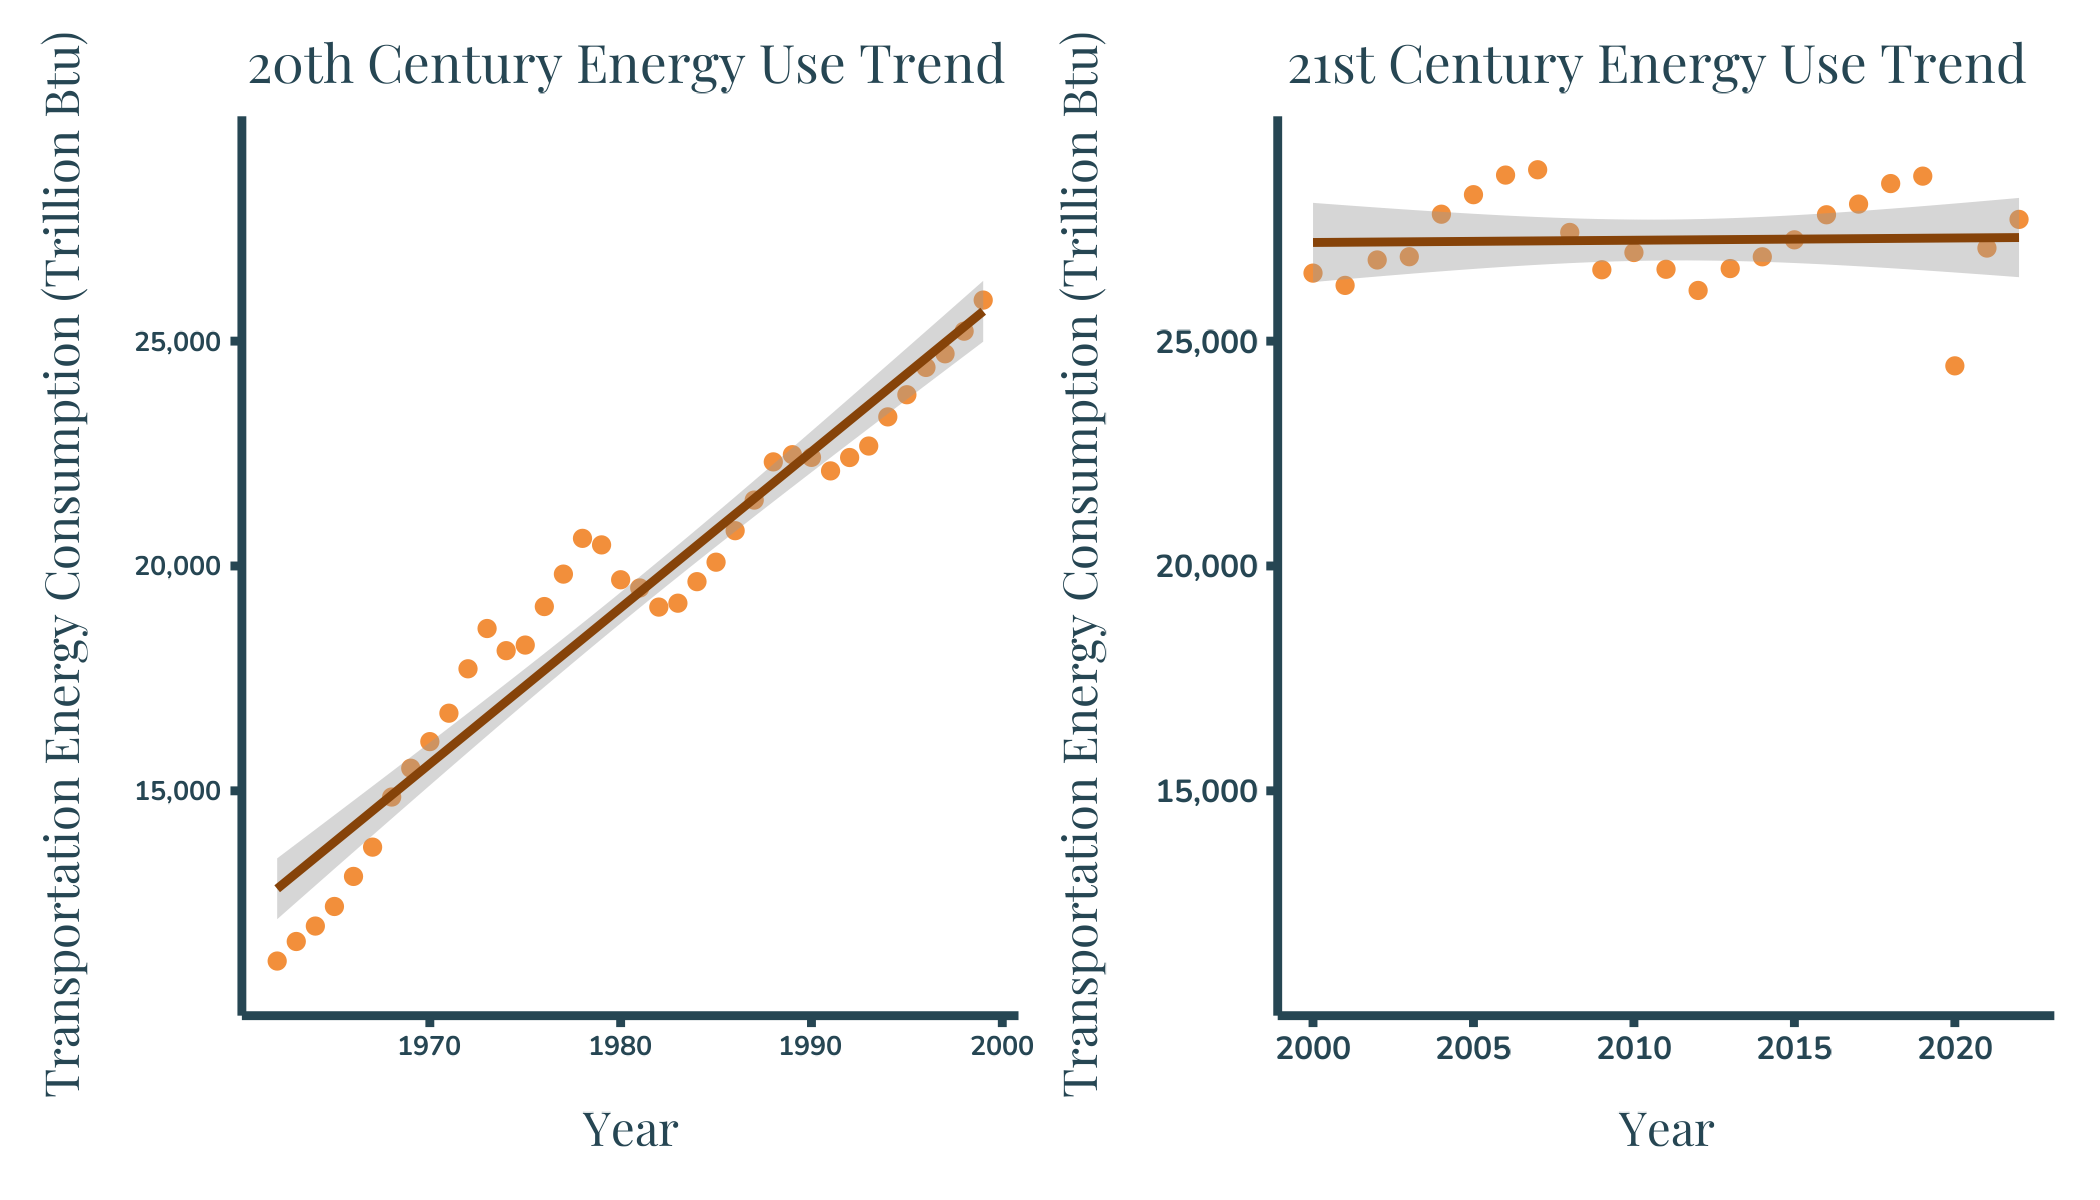 20th Century Energy Use Trend
Transportation Energy Consumption (Trillion Btu)
25,000
20,000
15,000
1970 1980 1990 2000
Year
21st Century Energy Use Trend
Transportation Energy Consumption (Trillion Btu)
25,000
20,000
15,000
2000 2005 2010 2015 2020
Year